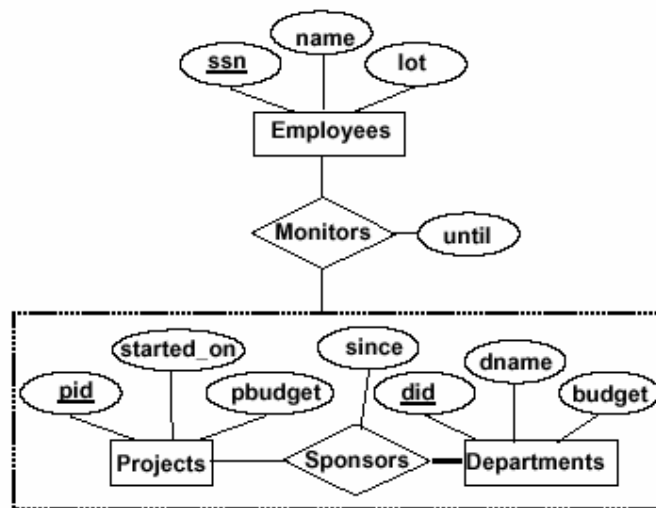 name
ssn
lot
Employees
Monitors
until
started_on
since
dname
pid
pbudget
did
budget
Projects
Sponsors
Departments